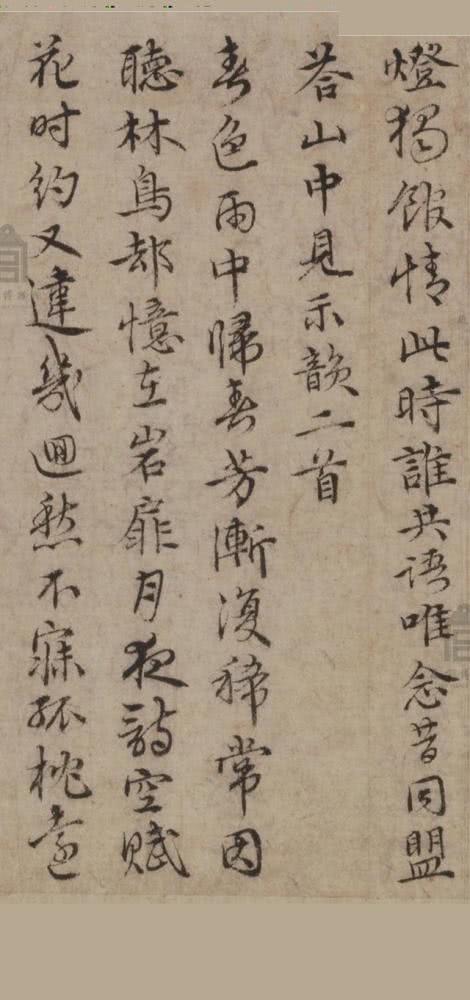 燈獨館情此時誰共語唯念昔同盟
荅山中見示韻二首
春色雨中歸春芳漸復稀常因
聽林鳥却憶在岩扉月夜詩空賦
花时約又違幾迴愁不寐孤枕